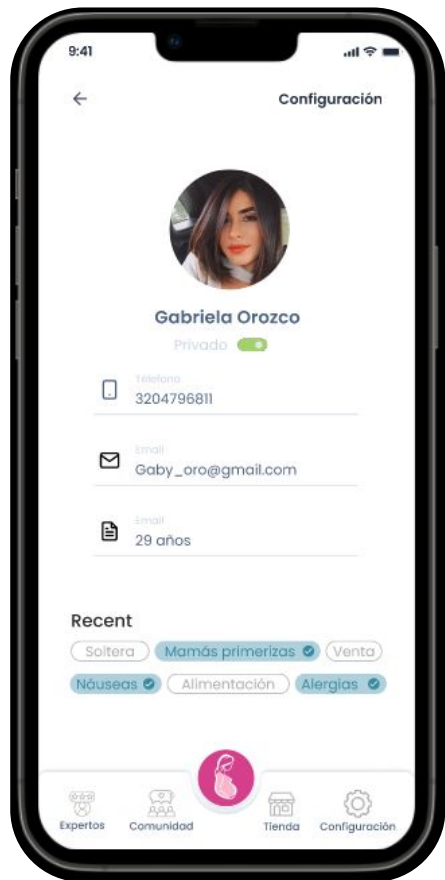 9:41
Configuración
Gabriela Orozco
Privado
Teléfono
3204796811
Email
Gaby_oro@gmail.com
Email
29 años
Recent
Soltera Mamás primerizas Venta
Náuseas Alimentación Alergias
Expertos Comunidad Tienda Configuración